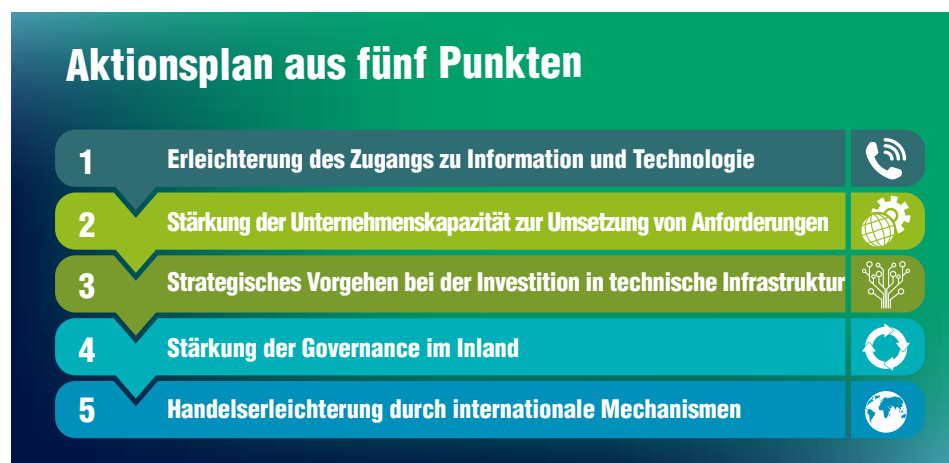 Aktionsplan aus fünf Punkten
1 Erleichterung des Zugangs zu Information und Technologie
2 Stärkung der Unternehmenskapazität zur Umsetzung von Anforderungen
3 Strategisches Vorgehen bei der Investition in technische Infrastruktur
4 Stärkung der Governance im Inland
5 Handelserleichterung durch internationale Mechanismen